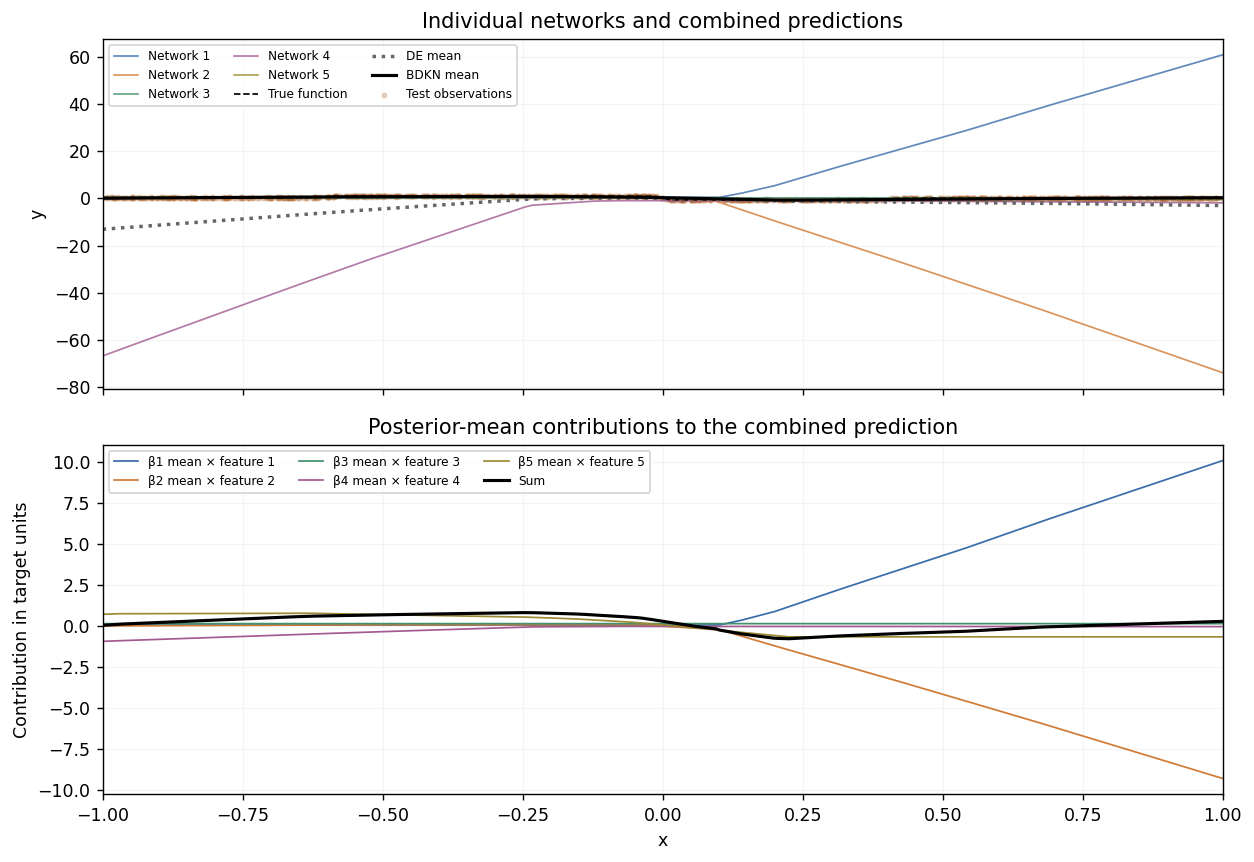 Individual networks and combined predictions
Network 1
Network 2
Network 3
Network 4
Network 5
True function
DE mean
BDKN mean
Test observations
60
40
20
0
−20
−40
−60
−80
y
Posterior-mean contributions to the combined prediction
β1 mean × feature 1
β2 mean × feature 2
β3 mean × feature 3
β4 mean × feature 4
β5 mean × feature 5
Sum
10.0
7.5
5.0
2.5
0.0
−2.5
−5.0
−7.5
−10.0
Contribution in target units
−1.00 −0.75 −0.50 −0.25 0.00 0.25 0.50 0.75 1.00
x